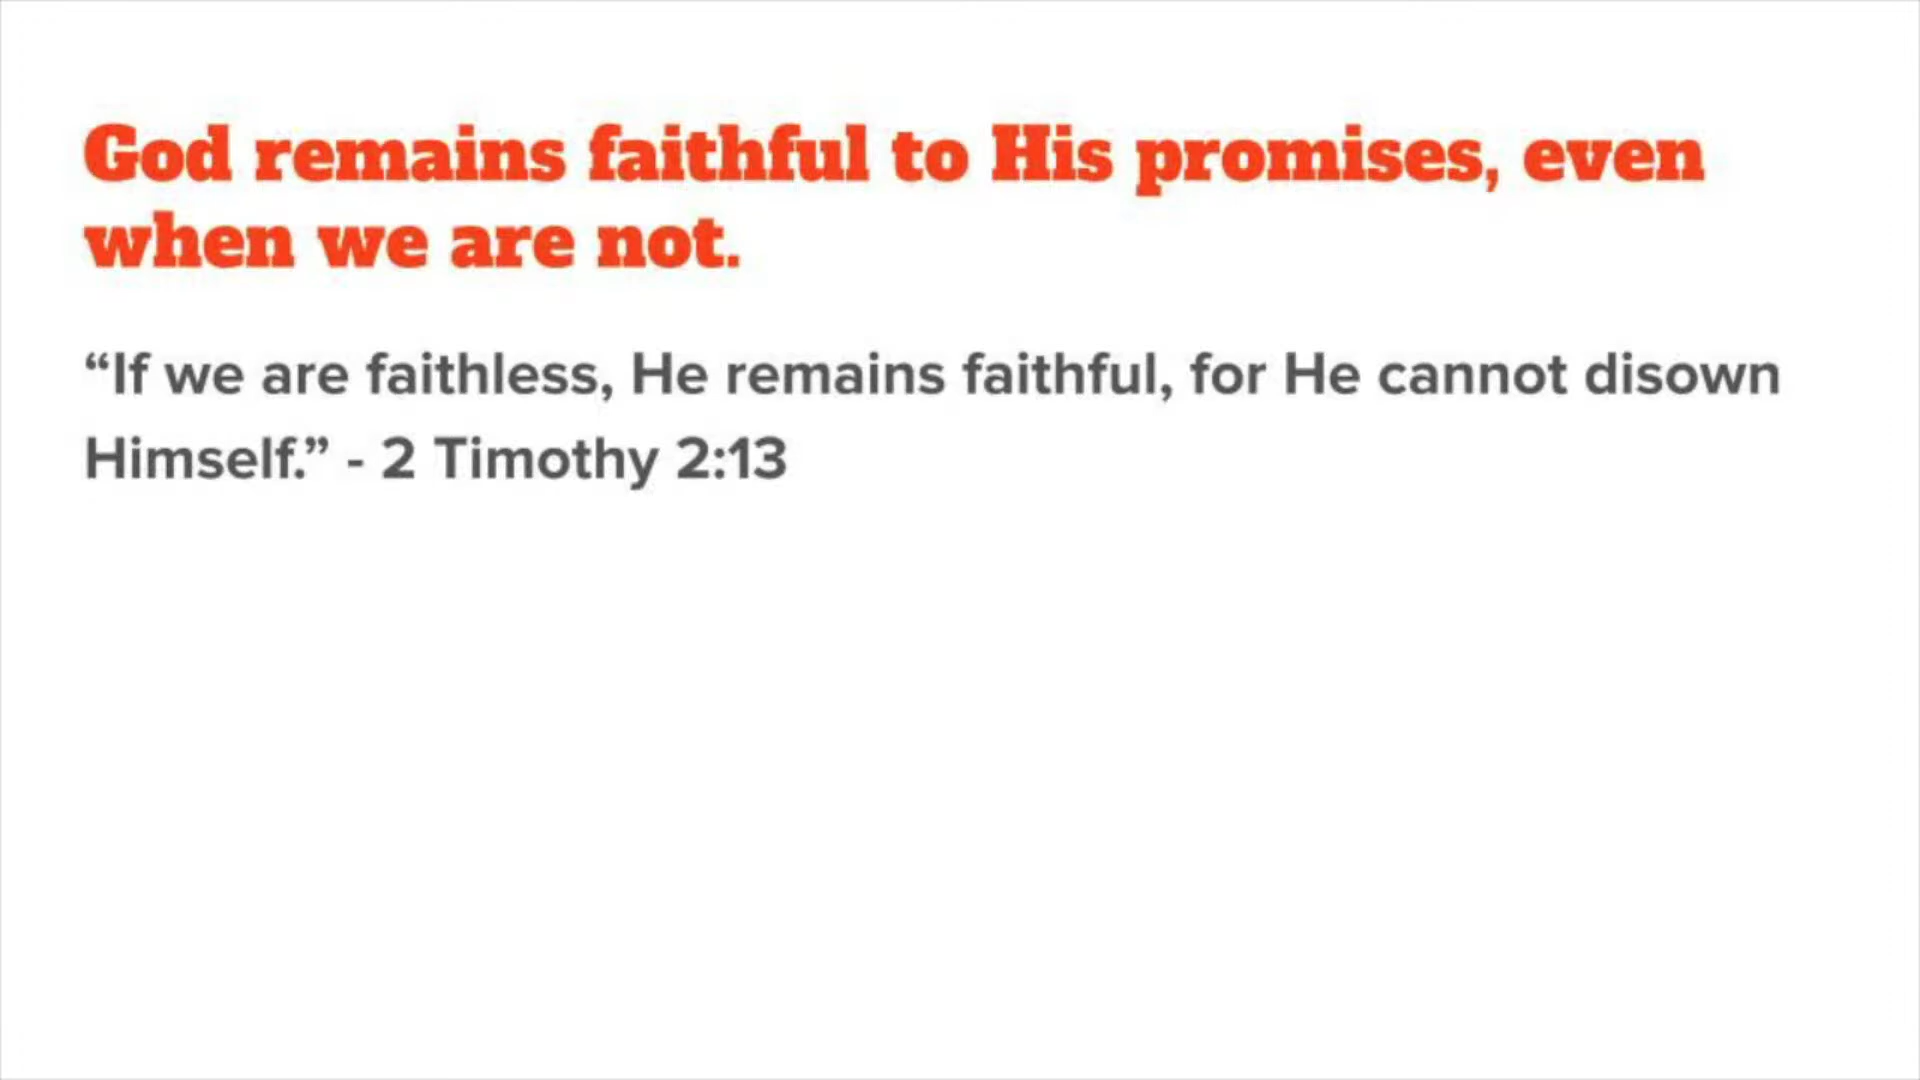 God remains faithful to His promises, even
when we are not.
“If we are faithless, He remains faithful, for He cannot disown
Himself.” - 2 Timothy 2:13